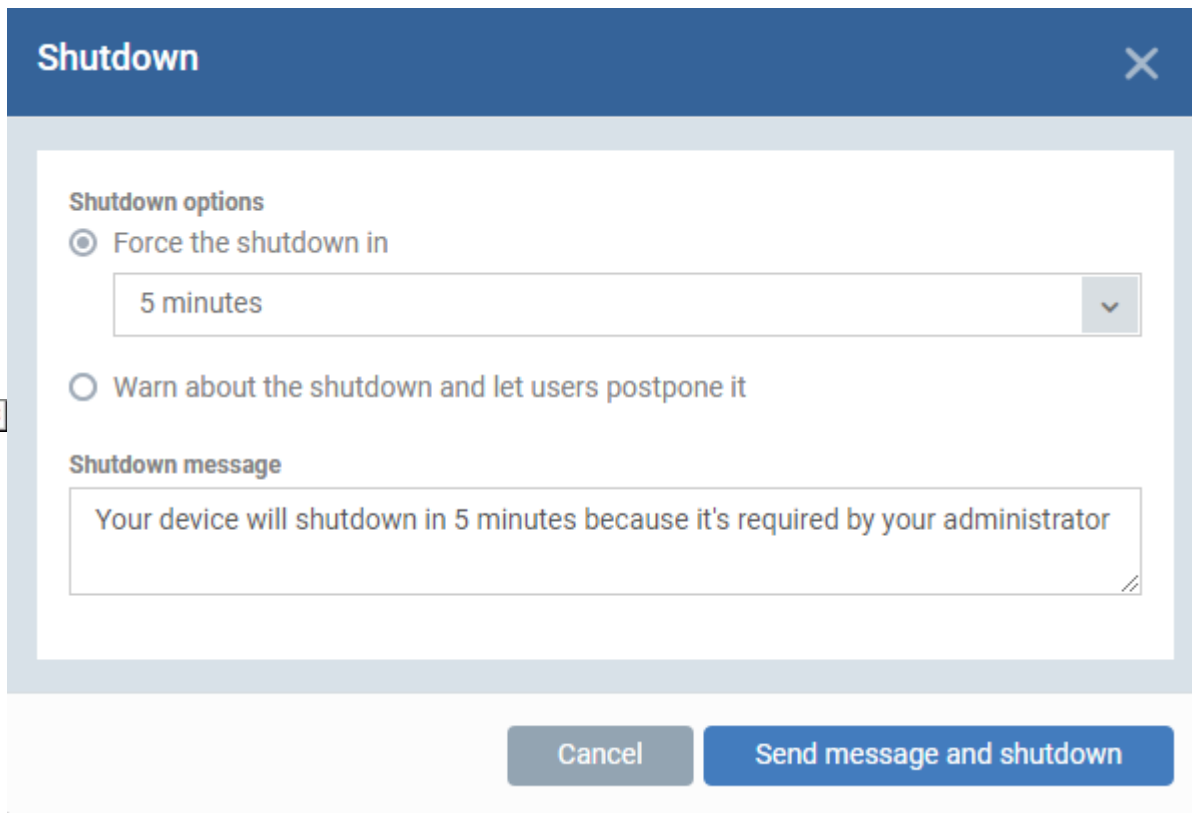 Shutdown
Shutdown options
Force the shutdown in
5 minutes
Warn about the shutdown and let users postpone it
Shutdown message
Your device will shutdown in 5 minutes because it's required by your administrator
Cancel
Send message and shutdown